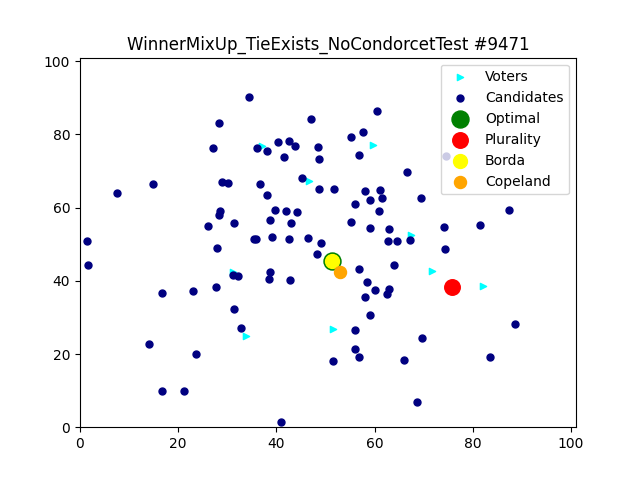 WinnerMixUp_TieExists_NoCondorcetTest #9471
100
80
60
40
20
0
0 20 40 60 80 100
Voters
Candidates
Optimal
Plurality
Borda
Copeland